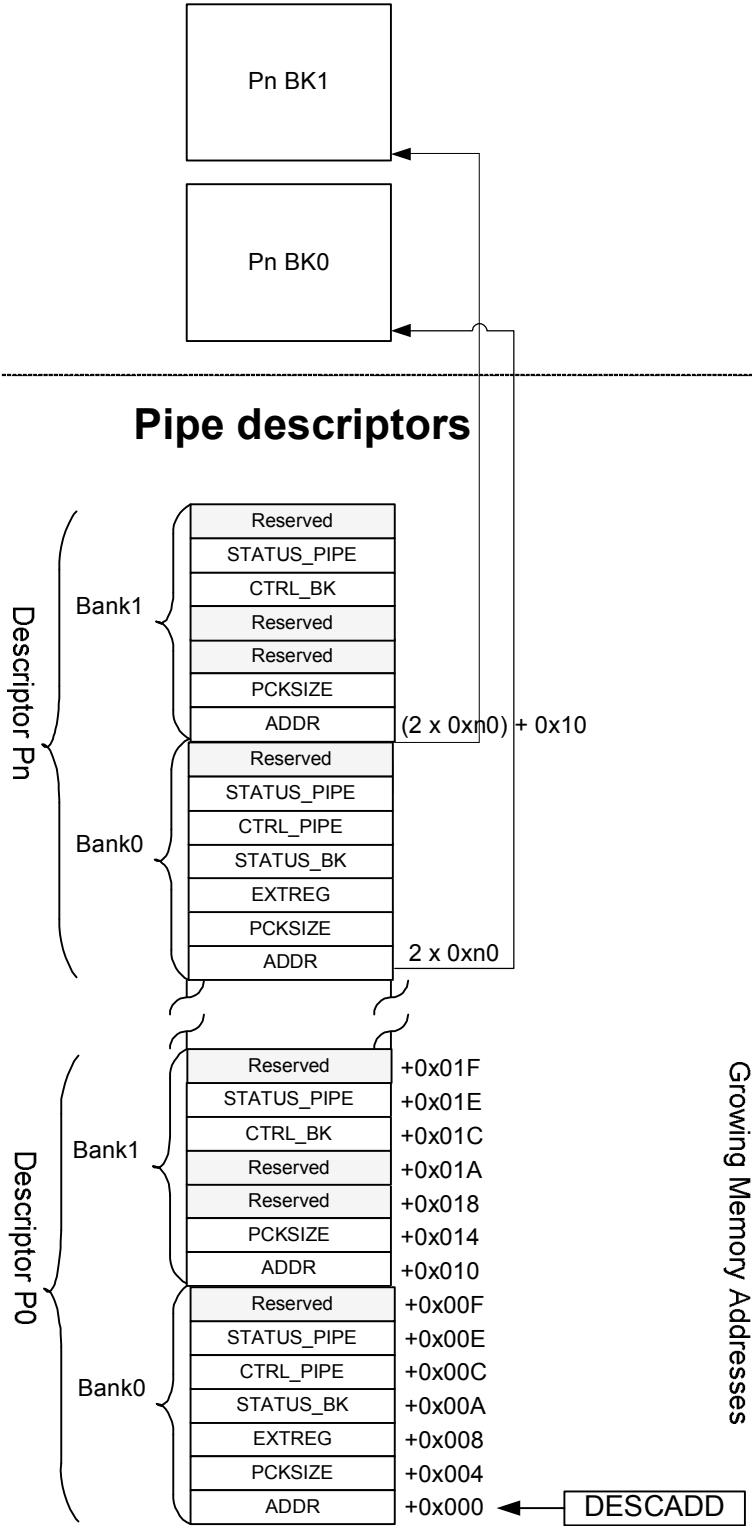 Pn BK1
Pn BK0
Pipe descriptors
Descriptor Pn
Bank1
Reserved
STATUS_PIPE
CTRL_BK
Reserved
Reserved
PCKSIZE
ADDR (2 x 0xn0) + 0x10
Bank0
Reserved
STATUS_PIPE
CTRL_PIPE
STATUS_BK
EXTREG
PCKSIZE
ADDR 2 x 0xn0
Descriptor P0
Bank1
Reserved +0x01F
STATUS_PIPE +0x01E
CTRL_BK +0x01C
Reserved +0x01A
Reserved +0x018
PCKSIZE +0x014
ADDR +0x010
Bank0
Reserved +0x00F
STATUS_PIPE +0x00E
CTRL_PIPE +0x00C
STATUS_BK +0x00A
EXTREG +0x008
PCKSIZE +0x004
ADDR +0x000 DESCADD
Growing Memory Addresses